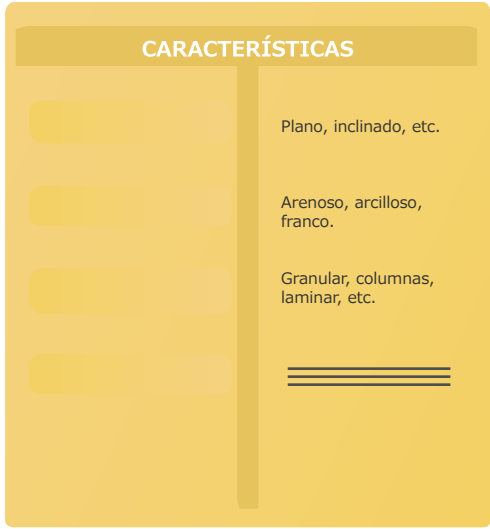 CARACTERÍSTICAS
Plano, inclinado, etc.
Arenoso, arcilloso,
franco.
Granular, columnas,
laminar, etc.